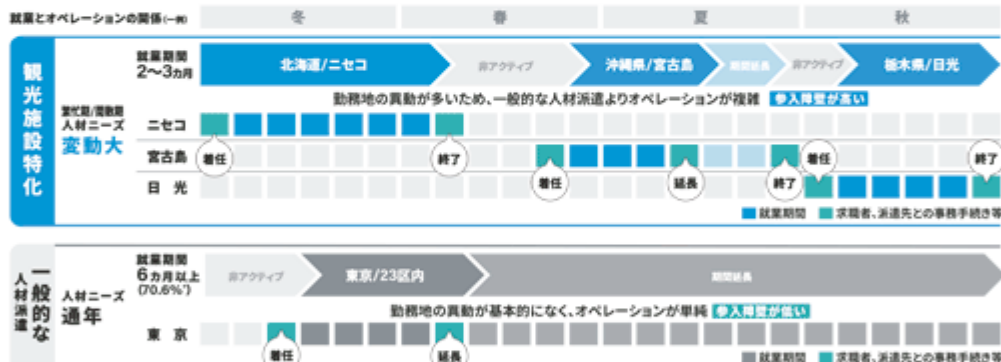 就業とオペレーションの関係(一例)
冬
春
夏
秋
観光施設特化
繁忙期/閑散期
人材ニーズ
変動大
就業期間
2〜3カ月
北海道/ニセコ
非アクティブ
沖縄県/宮古島
期間延長
非アクティブ
栃木県/日光
勤務地の異動が多いため、一般的な人材派遣よりオペレーションが複雑 参入障壁が高い
ニセコ
着任
終了
宮古島
着任
延長
終了
日光
着任
終了
就業期間
求職者、派遣先との事務手続き等
一般的な
人材派遣
人材ニーズ
通年
就業期間
6カ月以上
(70.6%*)
非アクティブ
東京/23区内
期間延長
勤務地の異動が基本的になく、オペレーションが単純 参入障壁が低い
東京
着任
延長
就業期間
求職者、派遣先との事務手続き等